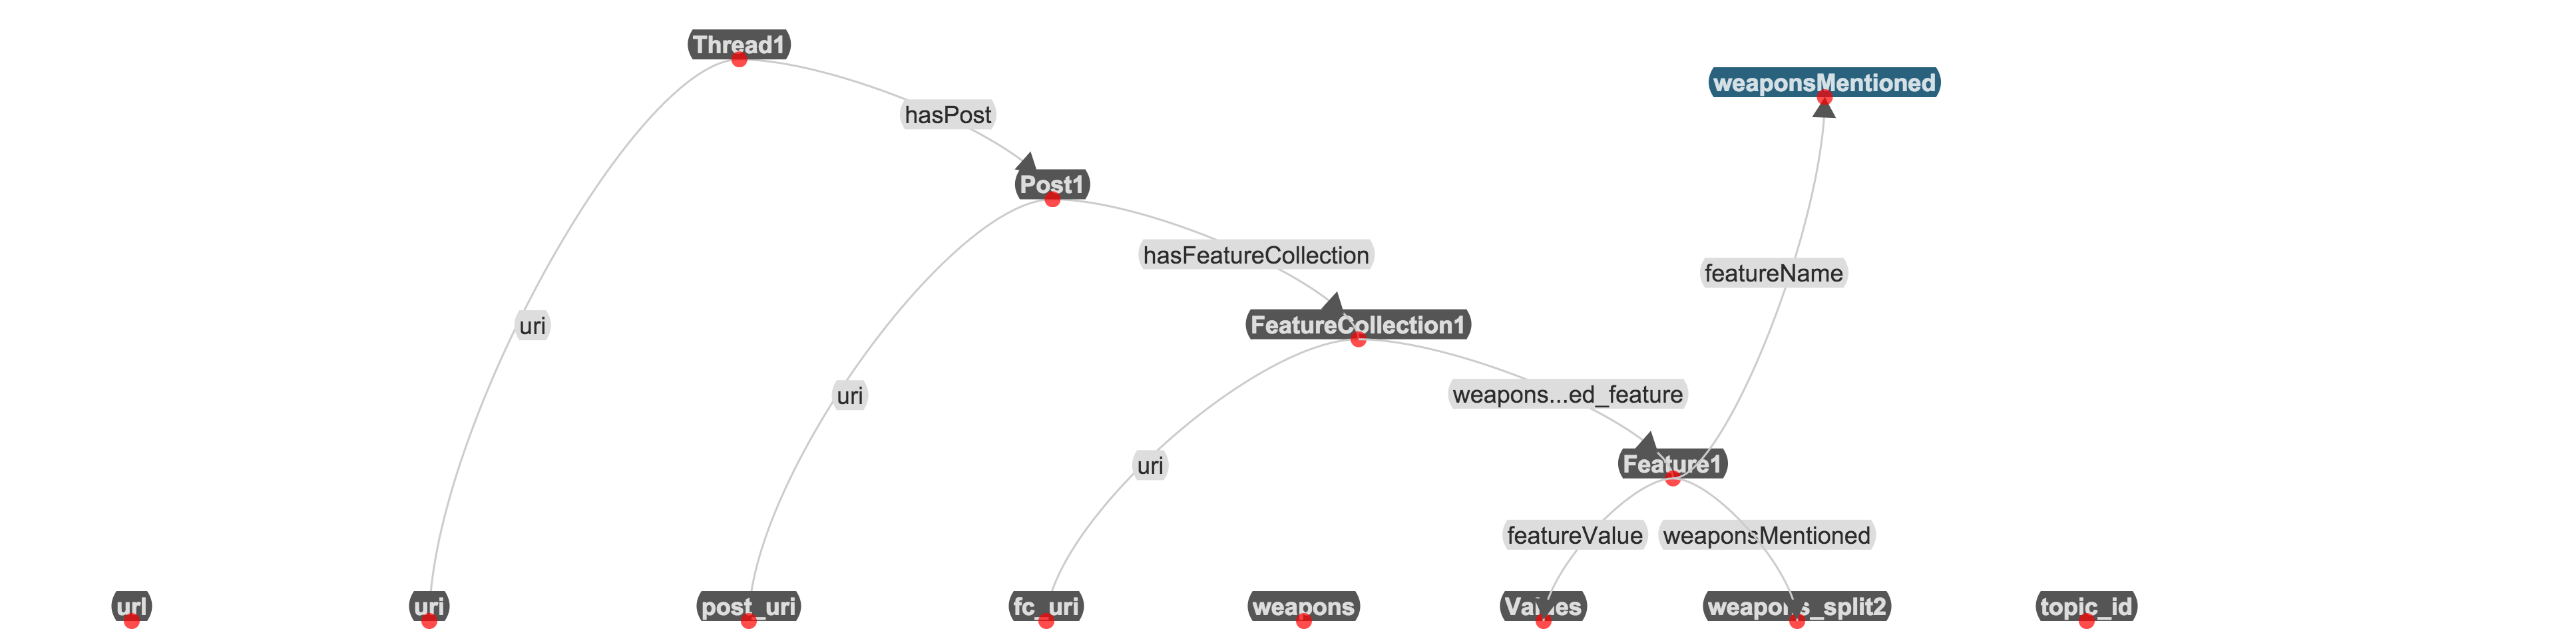 Thread1
weaponsMentioned
hasPost
Post1
hasFeatureCollection
featureName
uri
FeatureCollection1
uri
weapons...ed_feature
uri
Feature1
featureValue
weaponsMentioned
url
uri
post_uri
fc_uri
weapons
Values
weapons_split2
topic_id